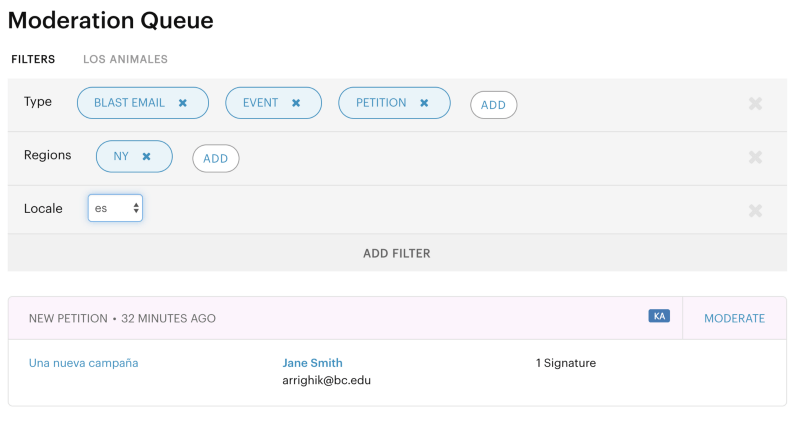 Moderation Queue
FILTERS LOS ANIMALES
Type BLAST EMAIL ✖ EVENT ✖ PETITION ✖ ADD ✖
Regions NY ✖ ADD ✖
Locale es ✖
ADD FILTER
NEW PETITION • 32 MINUTES AGO KA MODERATE
Una nueva campaña Jane Smith 1 Signature
arrighik@bc.edu